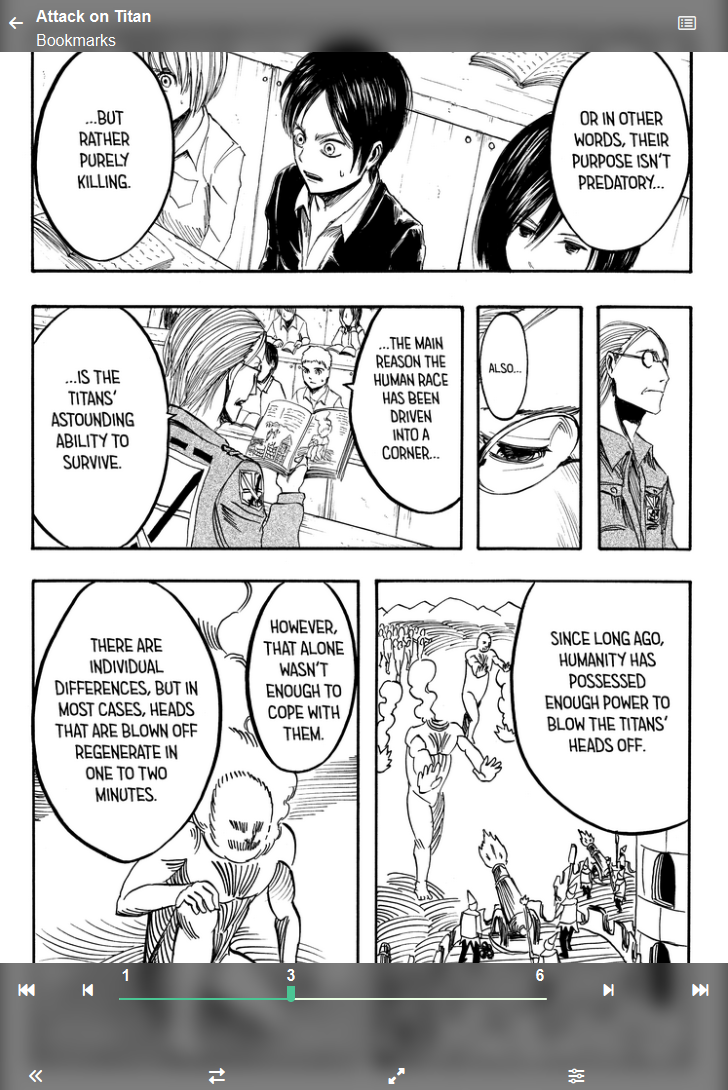 Attack on Titan
Bookmarks
OR IN OTHER
WORDS, THEIR
PURPOSE ISN'T
PREDATORY...
...BUT
RATHER
PURELY
KILLING.
ALSO...
...THE MAIN
REASON THE
HUMAN RACE
HAS BEEN
DRIVEN
INTO A
CORNER...
...IS THE
TITANS'
ASTOUNDING
ABILITY TO
SURVIVE.
SINCE LONG AGO,
HUMANITY HAS
POSSESSED
ENOUGH POWER TO
BLOW THE TITANS'
HEADS OFF.
HOWEVER,
THAT ALONE
WASN'T
ENOUGH TO
COPE WITH
THEM.
THERE ARE
INDIVIDUAL
DIFFERENCES, BUT IN
MOST CASES, HEADS
THAT ARE BLOWN OFF
REGENERATE IN
ONE TO TWO
MINUTES.
1 3 6